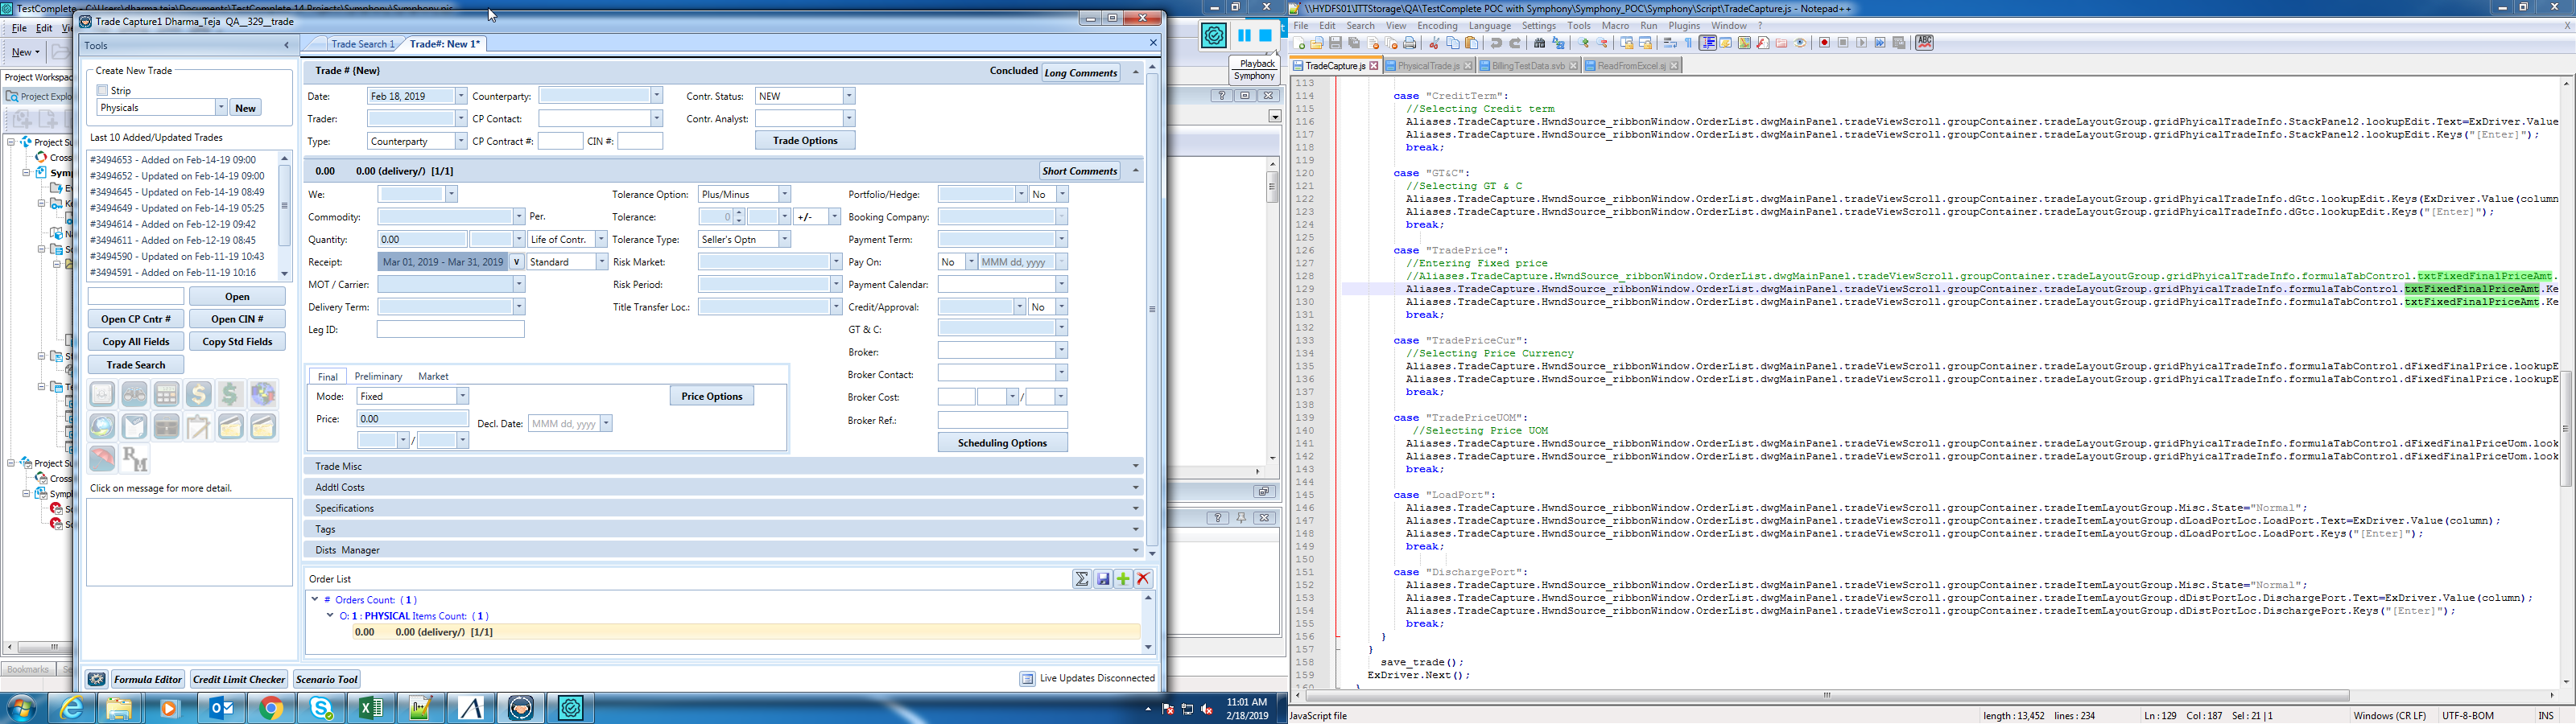 TestComplete - C:\Users\dharma.teja\Documents\TestComplete 14 Projects\Symphony\Symphony.pjs
File Edit
New
Project Workspace
Project Explorer
Trade Capture1 Dharma_Teja QA__329__trade
Tools
Trade Search 1
Trade#: New 1*
Create New Trade
Strip
Physicals
New
Last 10 Added/Updated Trades
#3494653 - Added on Feb-14-19 09:00
#3494652 - Updated on Feb-14-19 09:00
#3494645 - Updated on Feb-14-19 08:49
#3494649 - Updated on Feb-14-19 05:25
#3494614 - Added on Feb-12-19 09:42
#3494611 - Added on Feb-12-19 08:45
#3494590 - Updated on Feb-11-19 10:43
#3494591 - Added on Feb-11-19 10:16
Open
Open CP Cntr #
Open CIN #
Copy All Fields
Copy Std Fields
Trade Search
Click on message for more detail.
Trade # {New}
Concluded
Long Comments
Date: Feb 18, 2019 Counterparty: Contr. Status: NEW
Trader: CP Contact: Contr. Analyst:
Type: Counterparty CP Contract #: CIN #: Trade Options
0.00 0.00 (delivery/) [1/1]
Short Comments
We: Tolerance Option: Plus/Minus Portfolio/Hedge: No
Commodity: Per. Tolerance: 0 +/- Booking Company:
Quantity: 0.00 Life of Contr. Tolerance Type: Seller's Optn Payment Term:
Receipt: Mar 01, 2019 - Mar 31, 2019 v Standard Risk Market: Pay On: No MMM dd, yyyy
MOT / Carrier: Risk Period: Payment Calendar:
Delivery Term: Title Transfer Loc.: Credit/Approval: No
Leg ID: GT & C:
Broker:
Broker Contact:
Broker Cost: /
Broker Ref.:
Scheduling Options
Final Preliminary Market
Mode: Fixed Price Options
Price: 0.00 Decl. Date: MMM dd, yyyy
/
Trade Misc
Addtl Costs
Specifications
Tags
Dists Manager
Order List
# Orders Count: ( 1 )
O: 1 : PHYSICAL Items Count: ( 1 )
0.00 0.00 (delivery/) [1/1]
Formula Editor
Credit Limit Checker
Scenario Tool
Live Updates Disconnected
Playback
Symphony
Bookmarks
11:01 AM
2/18/2019
\\HYDFS01\ITTStorage\QA\TestComplete POC with Symphony\Symphony_POC\Symphony\Script\TradeCapture.js - Notepad++
File Edit Search View Encoding Language Settings Tools Macro Run Plugins Window ? X
TradeCapture.js PhysicalTrade.js BillingTestData.svb ReadFromExcel.sj
113
114 case "CreditTerm":
115 //Selecting Credit term
116 Aliases.TradeCapture.HwndSource_ribbonWindow.OrderList.dwgMainPanel.tradeViewScroll.groupContainer.tradeLayoutGroup.gridPhyicalTradeInfo.StackPanel2.lookupEdit.Text=ExDriver.Value
117 Aliases.TradeCapture.HwndSource_ribbonWindow.OrderList.dwgMainPanel.tradeViewScroll.groupContainer.tradeLayoutGroup.gridPhyicalTradeInfo.StackPanel2.lookupEdit.Keys("[Enter]");
118 break;
119
120 case "GT&C":
121 //Selecting GT & C
122 Aliases.TradeCapture.HwndSource_ribbonWindow.OrderList.dwgMainPanel.tradeViewScroll.groupContainer.tradeLayoutGroup.gridPhyicalTradeInfo.dGtc.lookupEdit.Keys(ExDriver.Value(column
123 Aliases.TradeCapture.HwndSource_ribbonWindow.OrderList.dwgMainPanel.tradeViewScroll.groupContainer.tradeLayoutGroup.gridPhyicalTradeInfo.dGtc.lookupEdit.Keys("[Enter]");
124 break;
125
126 case "TradePrice":
127 //Entering Fixed price
128 //Aliases.TradeCapture.HwndSource_ribbonWindow.OrderList.dwgMainPanel.tradeViewScroll.groupContainer.tradeLayoutGroup.gridPhyicalTradeInfo.formulaTabControl.txtFixedFinalPriceAmt.
129 Aliases.TradeCapture.HwndSource_ribbonWindow.OrderList.dwgMainPanel.tradeViewScroll.groupContainer.tradeLayoutGroup.gridPhyicalTradeInfo.formulaTabControl.txtFixedFinalPriceAmt.Ke
130 Aliases.TradeCapture.HwndSource_ribbonWindow.OrderList.dwgMainPanel.tradeViewScroll.groupContainer.tradeLayoutGroup.gridPhyicalTradeInfo.formulaTabControl.txtFixedFinalPriceAmt.Ke
131 break;
132
133 case "TradePriceCur":
134 //Selecting Price Currency
135 Aliases.TradeCapture.HwndSource_ribbonWindow.OrderList.dwgMainPanel.tradeViewScroll.groupContainer.tradeLayoutGroup.gridPhyicalTradeInfo.formulaTabControl.dFixedFinalPrice.lookupE
136 Aliases.TradeCapture.HwndSource_ribbonWindow.OrderList.dwgMainPanel.tradeViewScroll.groupContainer.tradeLayoutGroup.gridPhyicalTradeInfo.formulaTabControl.dFixedFinalPrice.lookupE
137 break;
138
139 case "TradePriceUOM":
140 //Selecting Price UOM
141 Aliases.TradeCapture.HwndSource_ribbonWindow.OrderList.dwgMainPanel.tradeViewScroll.groupContainer.tradeLayoutGroup.gridPhyicalTradeInfo.formulaTabControl.dFixedFinalPriceUom.look
142 Aliases.TradeCapture.HwndSource_ribbonWindow.OrderList.dwgMainPanel.tradeViewScroll.groupContainer.tradeLayoutGroup.gridPhyicalTradeInfo.formulaTabControl.dFixedFinalPriceUom.look
143 break;
144
145 case "LoadPort":
146 Aliases.TradeCapture.HwndSource_ribbonWindow.OrderList.dwgMainPanel.tradeViewScroll.groupContainer.tradeItemLayoutGroup.Misc.State="Normal";
147 Aliases.TradeCapture.HwndSource_ribbonWindow.OrderList.dwgMainPanel.tradeViewScroll.groupContainer.tradeItemLayoutGroup.dLoadPortLoc.LoadPort.Text=ExDriver.Value(column);
148 Aliases.TradeCapture.HwndSource_ribbonWindow.OrderList.dwgMainPanel.tradeViewScroll.groupContainer.tradeItemLayoutGroup.dLoadPortLoc.LoadPort.Keys("[Enter]");
149 break;
150
151 case "DischargePort":
152 Aliases.TradeCapture.HwndSource_ribbonWindow.OrderList.dwgMainPanel.tradeViewScroll.groupContainer.tradeItemLayoutGroup.Misc.State="Normal";
153 Aliases.TradeCapture.HwndSource_ribbonWindow.OrderList.dwgMainPanel.tradeViewScroll.groupContainer.tradeItemLayoutGroup.dDistPortLoc.DischargePort.Text=ExDriver.Value(column);
154 Aliases.TradeCapture.HwndSource_ribbonWindow.OrderList.dwgMainPanel.tradeViewScroll.groupContainer.tradeItemLayoutGroup.dDistPortLoc.DischargePort.Keys("[Enter]");
155 break;
156 }
157 }
158 save_trade();
159 ExDriver.Next();
JavaScript file length : 13,452 lines : 234 Ln : 129 Col : 187 Sel : 21 | 1 Windows (CR LF) UTF-8-BOM INS